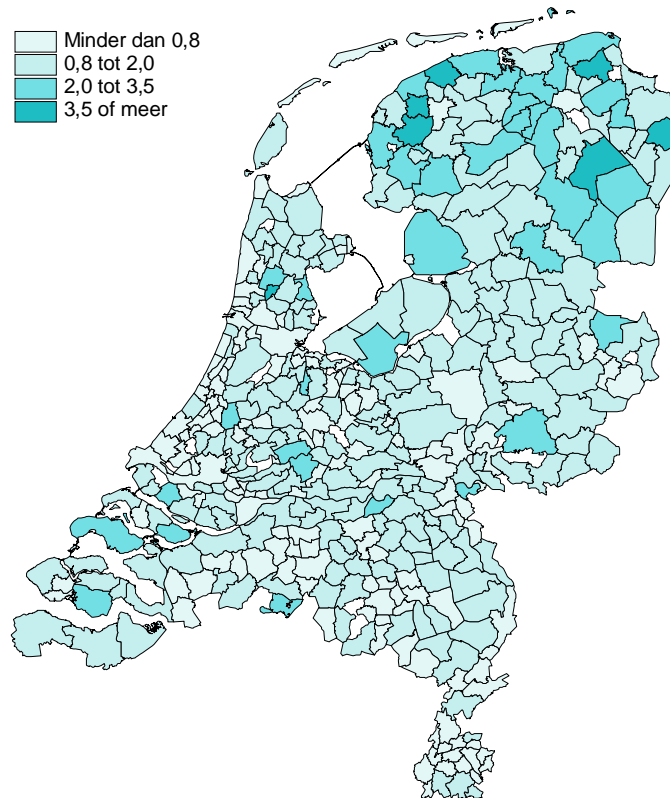 Minder dan 0,8
0,8 tot 2,0
2,0 tot 3,5
3,5 of meer